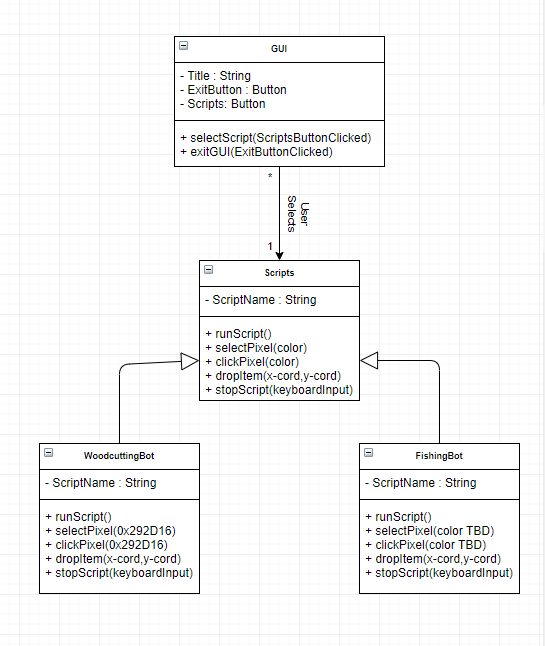 GUI
- Title : String
- ExitButton : Button
- Scripts: Button
+ selectScript(ScriptsButtonClicked)
+ exitGUI(ExitButtonClicked)
*
User
Selects
1
Scripts
- ScriptName : String
+ runScript()
+ selectPixel(color)
+ clickPixel(color)
+ dropItem(x-cord,y-cord)
+ stopScript(keyboardInput)
WoodcuttingBot
- ScriptName : String
+ runScript()
+ selectPixel(0x292D16)
+ clickPixel(0x292D16)
+ dropItem(x-cord,y-cord)
+ stopScript(keyboardInput)
FishingBot
- ScriptName : String
+ runScript()
+ selectPixel(color TBD)
+ clickPixel(color TBD)
+ dropItem(x-cord,y-cord)
+ stopScript(keyboardInput)